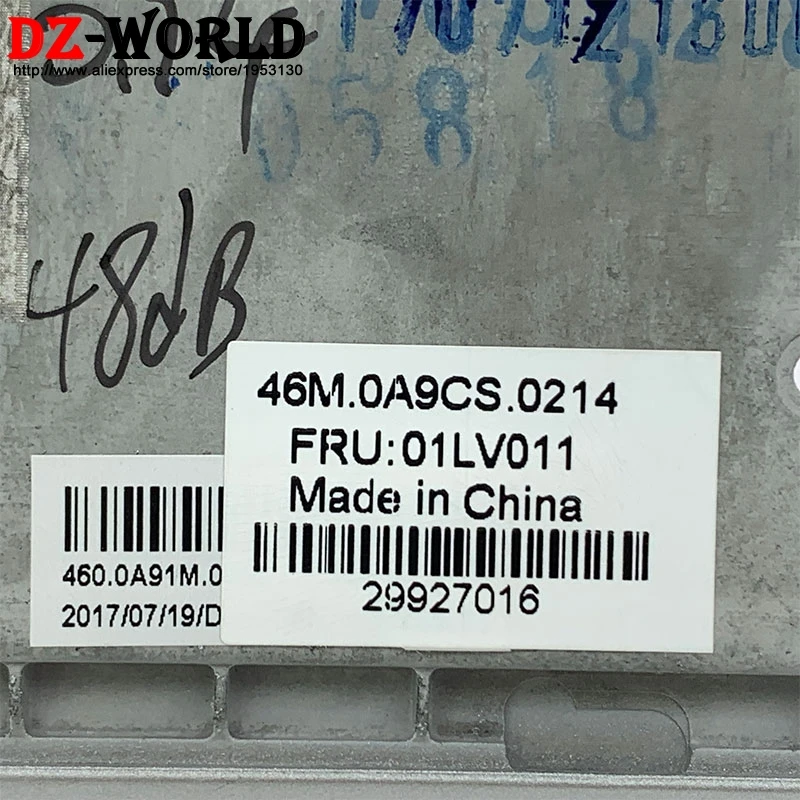 DZ-WORLD
http://www.aliexpress.com/store/1953130
05818
48dB
46M.0A9CS.0214
FRU:01LV011
Made in China
29927016
460.0A91M.0
2017/07/19/D